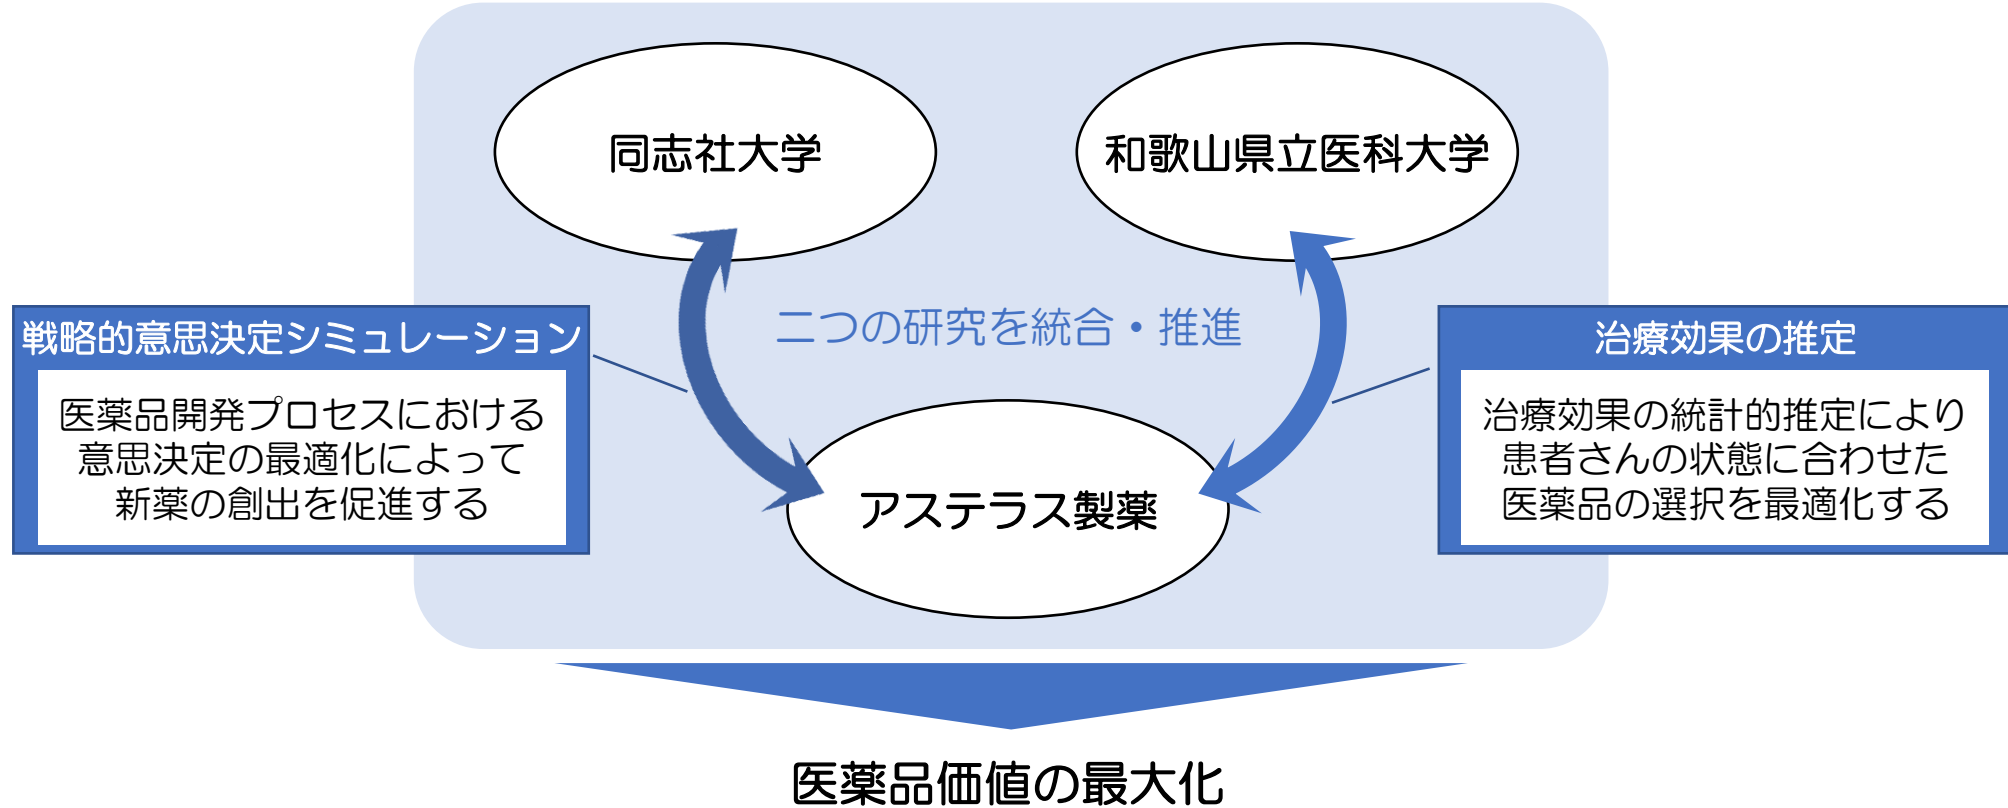 同志社大学
和歌山県立医科大学
二つの研究を統合・推進
戦略的意思決定シミュレーション
医薬品開発プロセスにおける
意思決定の最適化によって
新薬の創出を促進する
治療効果の推定
治療効果の統計的推定により
患者さんの状態に合わせた
医薬品の選択を最適化する
アステラス製薬
医薬品価値の最大化